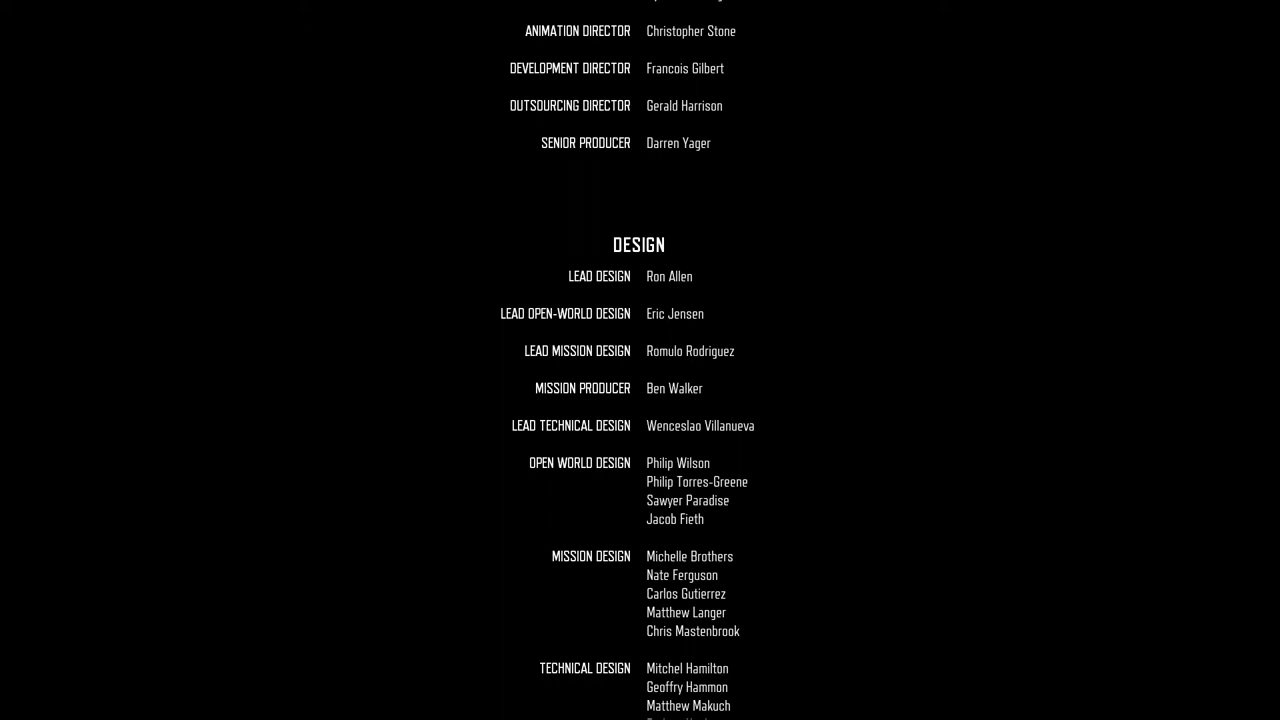 ANIMATION DIRECTOR Christopher Stone
DEVELOPMENT DIRECTOR Francois Gilbert
OUTSOURCING DIRECTOR Gerald Harrison
SENIOR PRODUCER Darren Yager
DESIGN
LEAD DESIGN Ron Allen
LEAD OPEN-WORLD DESIGN Eric Jensen
LEAD MISSION DESIGN Romulo Rodriguez
MISSION PRODUCER Ben Walker
LEAD TECHNICAL DESIGN Wenceslao Villanueva
OPEN WORLD DESIGN Philip Wilson
Philip Torres-Greene
Sawyer Paradise
Jacob Fieth
MISSION DESIGN Michelle Brothers
Nate Ferguson
Carlos Gutierrez
Matthew Langer
Chris Mastenbrook
TECHNICAL DESIGN Mitchel Hamilton
Geoffry Hammon
Matthew Makuch